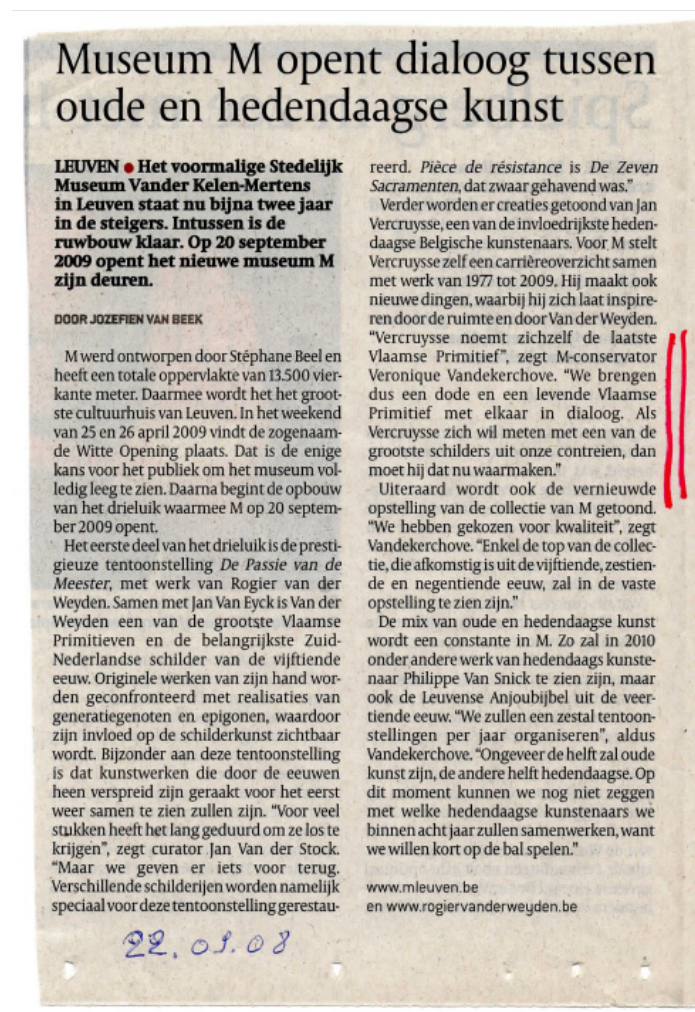 Museum M opent dialoog tussen
oude en hedendaagse kunst
LEUVEN • Het voormalige Stedelijk
Museum Vander Kelen-Mertens
in Leuven staat nu bijna twee jaar
in de steigers. Intussen is de
ruwbouw klaar. Op 20 september
2009 opent het nieuwe museum M
zijn deuren.
DOOR JOZEFIEN VAN BEEK
M werd ontworpen door Stéphane Beel en
heeft een totale oppervlakte van 13.500 vier-
kante meter. Daarmee wordt het het groot-
ste cultuurhuis van Leuven. In het weekend
van 25 en 26 april 2009 vindt de zogenaam-
de Witte Opening plaats. Dat is de enige
kans voor het publiek om het museum vol-
ledig leeg te zien. Daarna begint de opbouw
van het drieluik waarmee M op 20 septem-
ber 2009 opent.
Het eerste deel van het drieluik is de presti-
gieuze tentoonstelling De Passie van de
Meester, met werk van Rogier van der
Weyden. Samen met Jan Van Eyck is Van der
Weyden een van de grootste Vlaamse
Primitieven en de belangrijkste Zuid-
Nederlandse schilder van de vijftiende
eeuw. Originele werken van zijn hand wor-
den geconfronteerd met realisaties van
generatiegenoten en epigonen, waardoor
zijn invloed op de schilderkunst zichtbaar
wordt. Bijzonder aan deze tentoonstelling
is dat kunstwerken die door de eeuwen
heen verspreid zijn geraakt voor het eerst
weer samen te zien zullen zijn. "Voor veel
stukken heeft het lang geduurd om ze los te
krijgen", zegt curator Jan Van der Stock.
"Maar we geven er iets voor terug.
Verschillende schilderijen worden namelijk
speciaal voor deze tentoonstelling gerestau-
reerd. Pièce de résistance is De Zeven
Sacramenten, dat zwaar gehavend was."
Verder worden er creaties getoond van Jan
Vercruysse, een van de invloedrijkste heden-
daagse Belgische kunstenaars. Voor M stelt
Vercruysse zelf een carrièreoverzicht samen
met werk van 1977 tot 2009. Hij maakt ook
nieuwe dingen, waarbij hij zich laat inspire-
ren door de ruimte en door Van der Weyden.
"Vercruysse noemt zichzelf de laatste
Vlaamse Primitief", zegt M-conservator
Veronique Vandekerchove. "We brengen
dus een dode en een levende Vlaamse
Primitief met elkaar in dialoog. Als
Vercruysse zich wil meten met een van de
grootste schilders uit onze contreien, dan
moet hij dat nu waarmaken."
Uiteraard wordt ook de vernieuwde
opstelling van de collectie van M getoond.
"We hebben gekozen voor kwaliteit", zegt
Vandekerchove. "Enkel de top van de collec-
tie, die afkomstig is uit de vijftiende, zestien-
de en negentiende eeuw, zal in de vaste
opstelling te zien zijn."
De mix van oude en hedendaagse kunst
wordt een constante in M. Zo zal in 2010
onder andere werk van hedendaags kunste-
naar Philippe Van Snick te zien zijn, maar
ook de Leuvense Anjoubijbel uit de veer-
tiende eeuw. "We zullen een zestal tentoon-
stellingen per jaar organiseren", aldus
Vandekerchove. "Ongeveer de helft zal oude
kunst zijn, de andere helft hedendaagse. Op
dit moment kunnen we nog niet zeggen
met welke hedendaagse kunstenaars we
binnen acht jaar zullen samenwerken, want
we willen kort op de bal spelen."
www.mleuven.be
en www.rogiervanderweyden.be
22.09.08